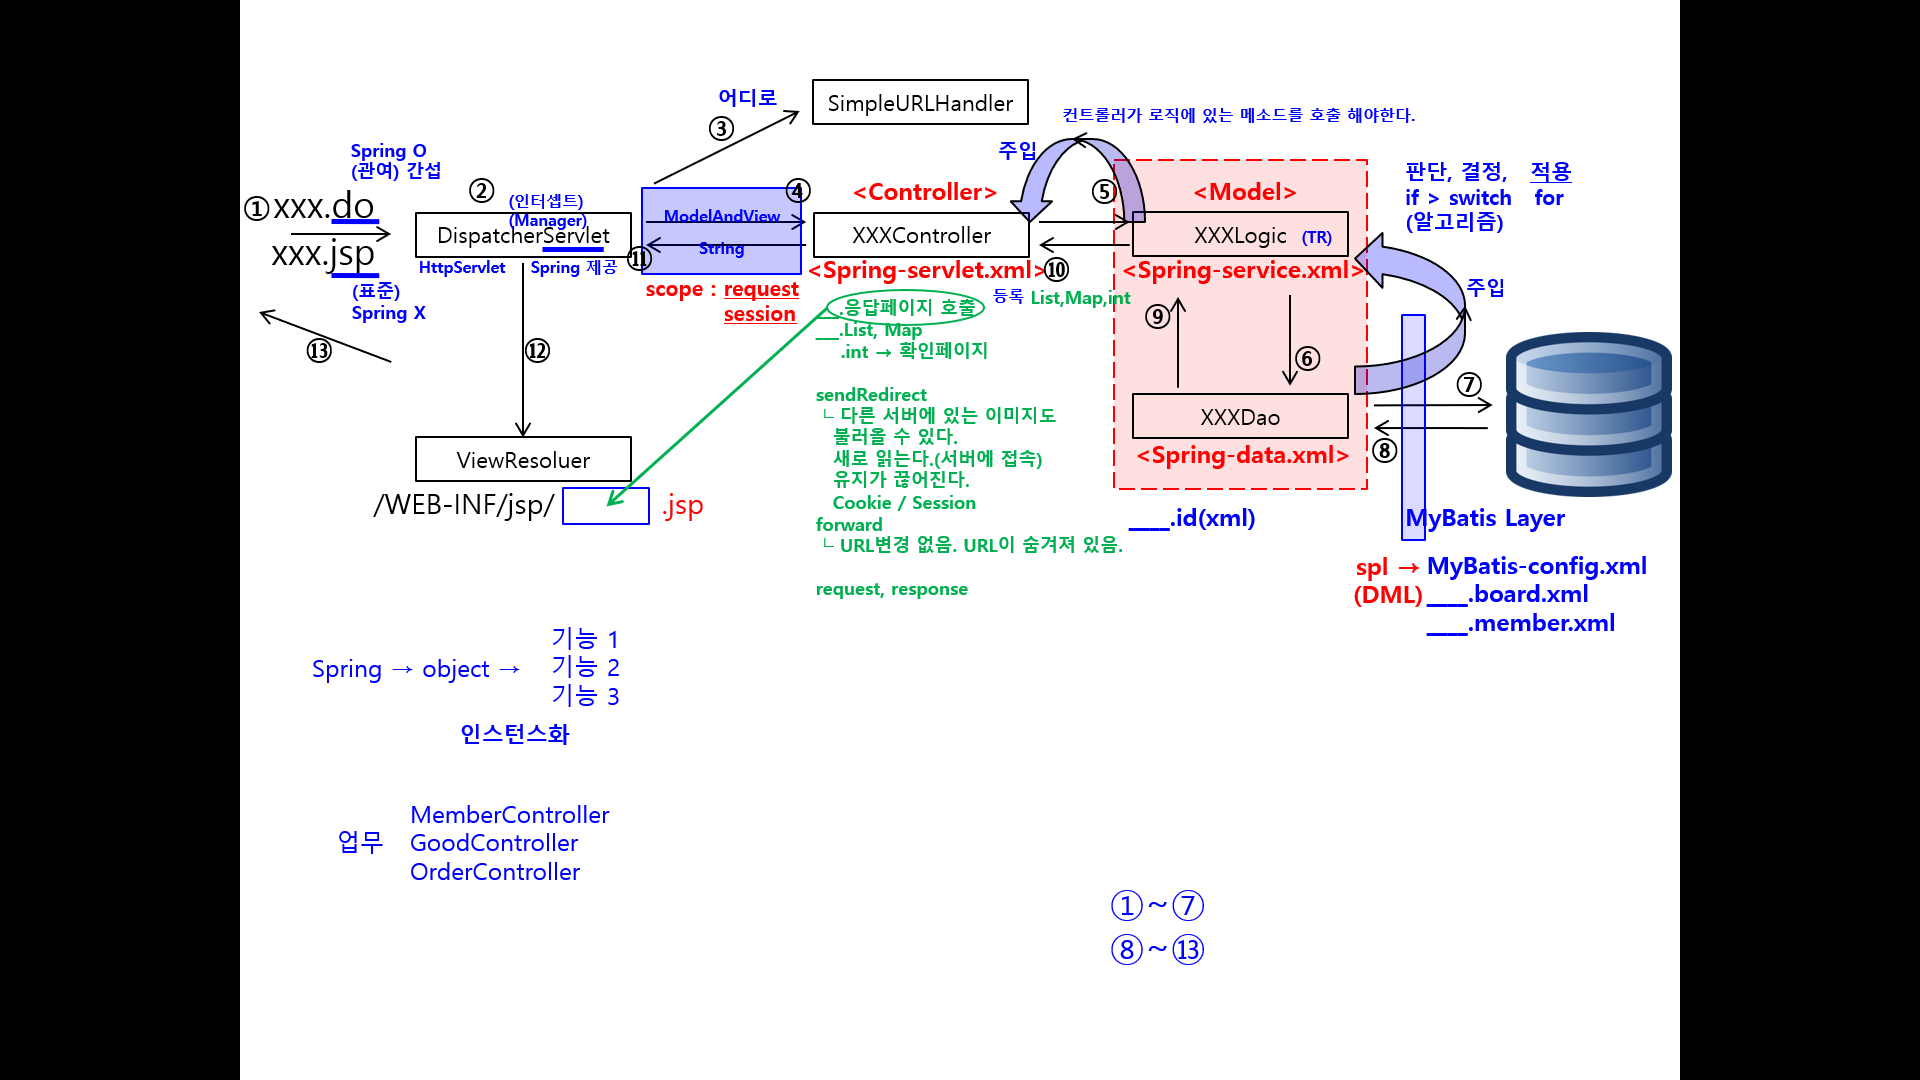 어디로
③
SimpleURLHandler
컨트롤러가 로직에 있는 메소드를 호출 해야한다.
주입
Spring O
(관여) 간섭
① xxx.do
xxx.jsp
(표준)
Spring X
⑬
②
(인터셉트)
(Manager)
DispatcherServlet
HttpServlet
Spring 제공
④
ModelAndView
String
⑪
scope : request
session
<Controller>
XXXController
<Spring-servlet.xml>
⑤
⑩
등록 List,Map,int
<Model>
XXXLogic (TR)
<Spring-service.xml>
판단, 결정, 적용
if > switch for
(알고리즘)
주입
⑨
⑥
XXXDao
<Spring-data.xml>
⑦
⑧
____.id(xml)
MyBatis Layer
spl → MyBatis-config.xml
(DML) ____.board.xml
____.member.xml
___.응답페이지 호출
___.List, Map
.int → 확인페이지
sendRedirect
ㄴ 다른 서버에 있는 이미지도
불러올 수 있다.
새로 읽는다.(서버에 접속)
유지가 끊어진다.
Cookie / Session
forward
ㄴ URL변경 없음. URL이 숨겨져 있음.
request, response
⑫
ViewResoluer
/WEB-INF/jsp/ .jsp
Spring → object →
기능 1
기능 2
기능 3
인스턴스화
업무
MemberController
GoodController
OrderController
①~⑦
⑧~⑬